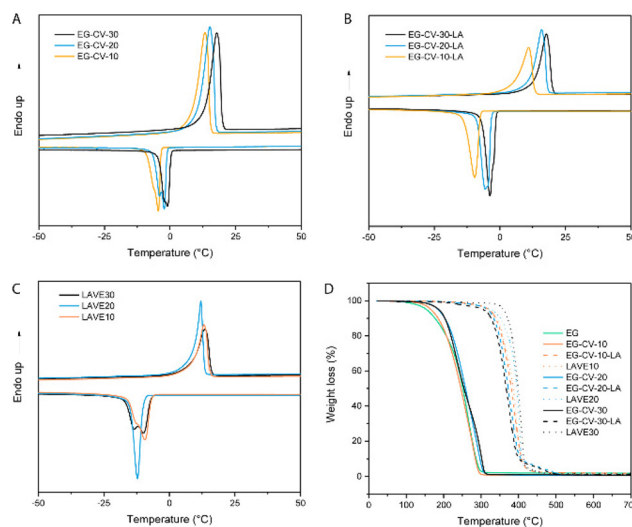 A
EG-CV-30
EG-CV-20
EG-CV-10
Endo up
-50 -25 0 25 50
Temperature (°C)
B
EG-CV-30-LA
EG-CV-20-LA
EG-CV-10-LA
Endo up
-50 -25 0 25 50
Temperature (°C)
C
LAVE30
LAVE20
LAVE10
Endo up
-50 -25 0 25 50
Temperature (°C)
D
100
80
60
40
20
0
Weight loss (%)
EG
EG-CV-10
EG-CV-10-LA
LAVE10
EG-CV-20
EG-CV-20-LA
LAVE20
EG-CV-30
EG-CV-30-LA
LAVE30
0 100 200 300 400 500 600 700
Temperature (°C)